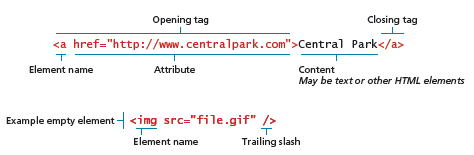 Opening tag Closing tag
<a href="http://www.centralpark.com">Central Park</a>
Element name Attribute Content
May be text or other HTML elements
Example empty element <img src="file.gif" />
Element name Trailing slash